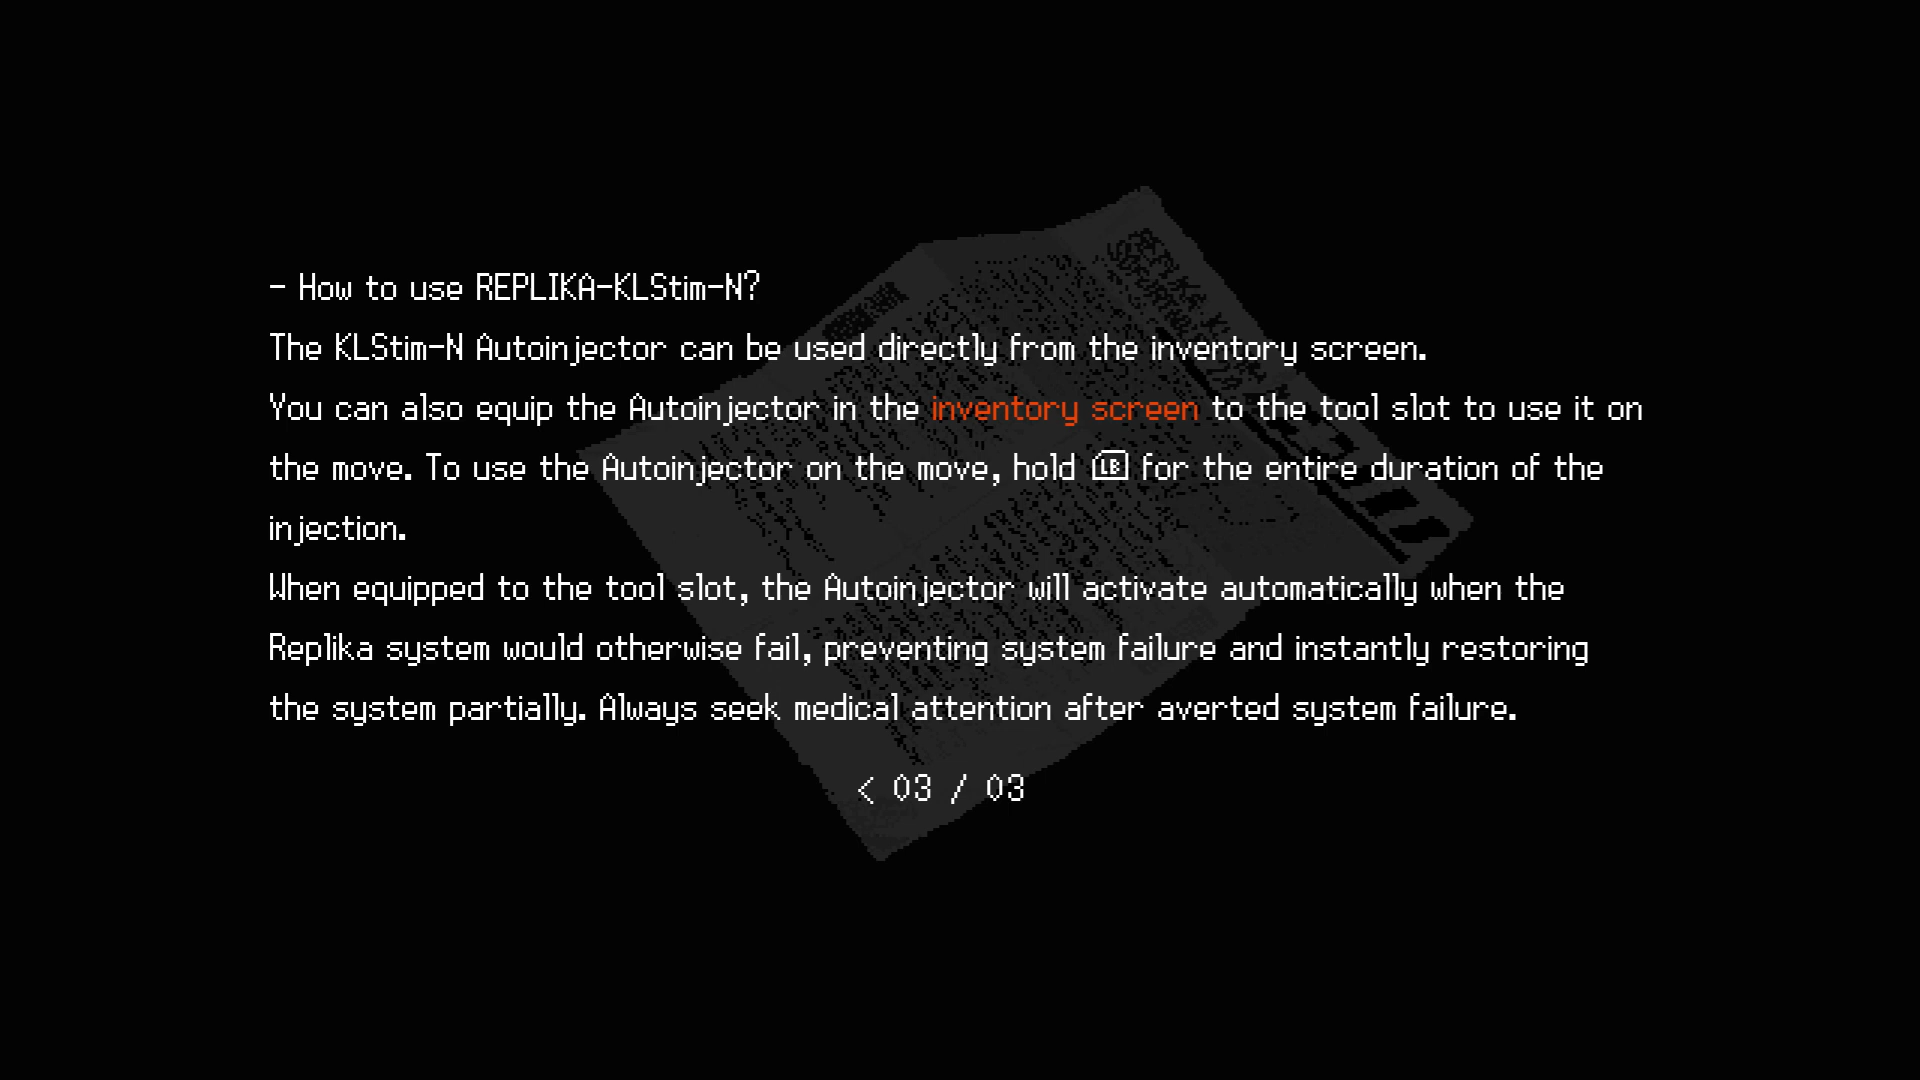 - How to use REPLIKA-KLStim-N?
The KLStim-N Autoinjector can be used directly from the inventory screen.
You can also equip the Autoinjector in the inventory screen to the tool slot to use it on
the move. To use the Autoinjector on the move, hold LB for the entire duration of the
injection.
When equipped to the tool slot, the Autoinjector will activate automatically when the
Replika system would otherwise fail, preventing system failure and instantly restoring
the system partially. Always seek medical attention after averted system failure.
< 03 / 03